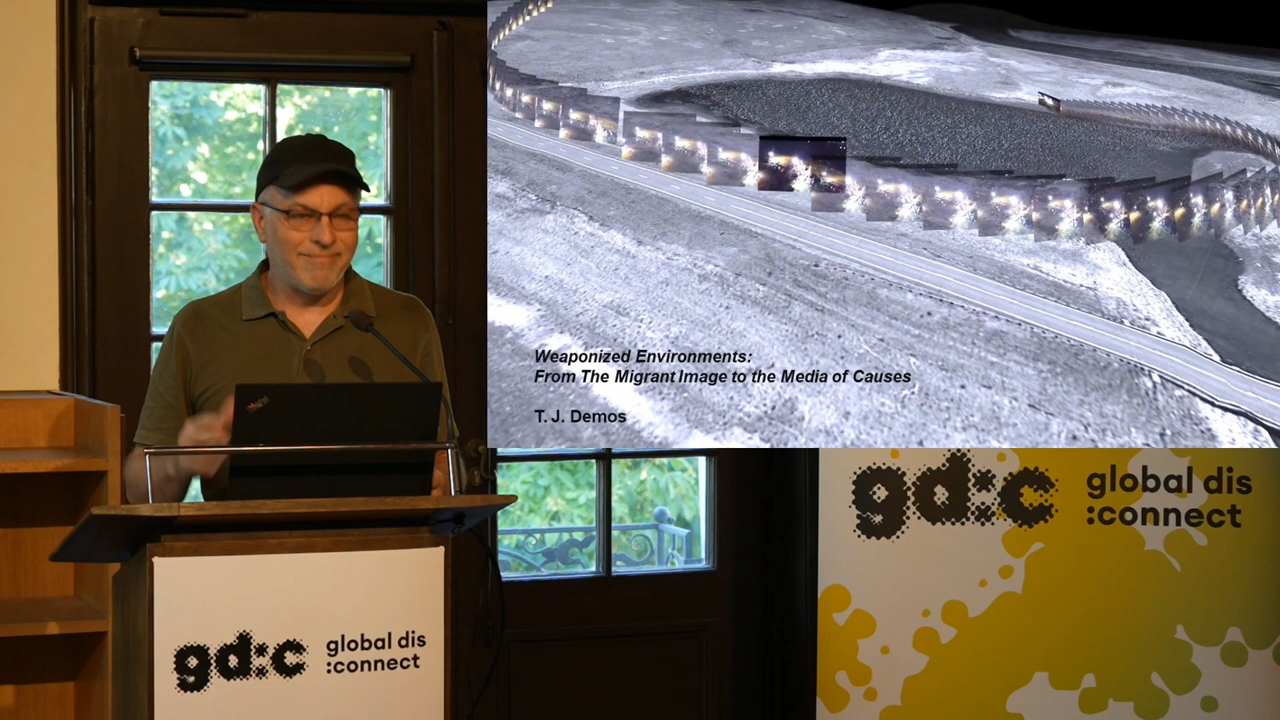 Weaponized Environments:
From The Migrant Image to the Media of Causes
T. J. Demos
gd:c
global dis
:connect
gd:c
global dis
:connect